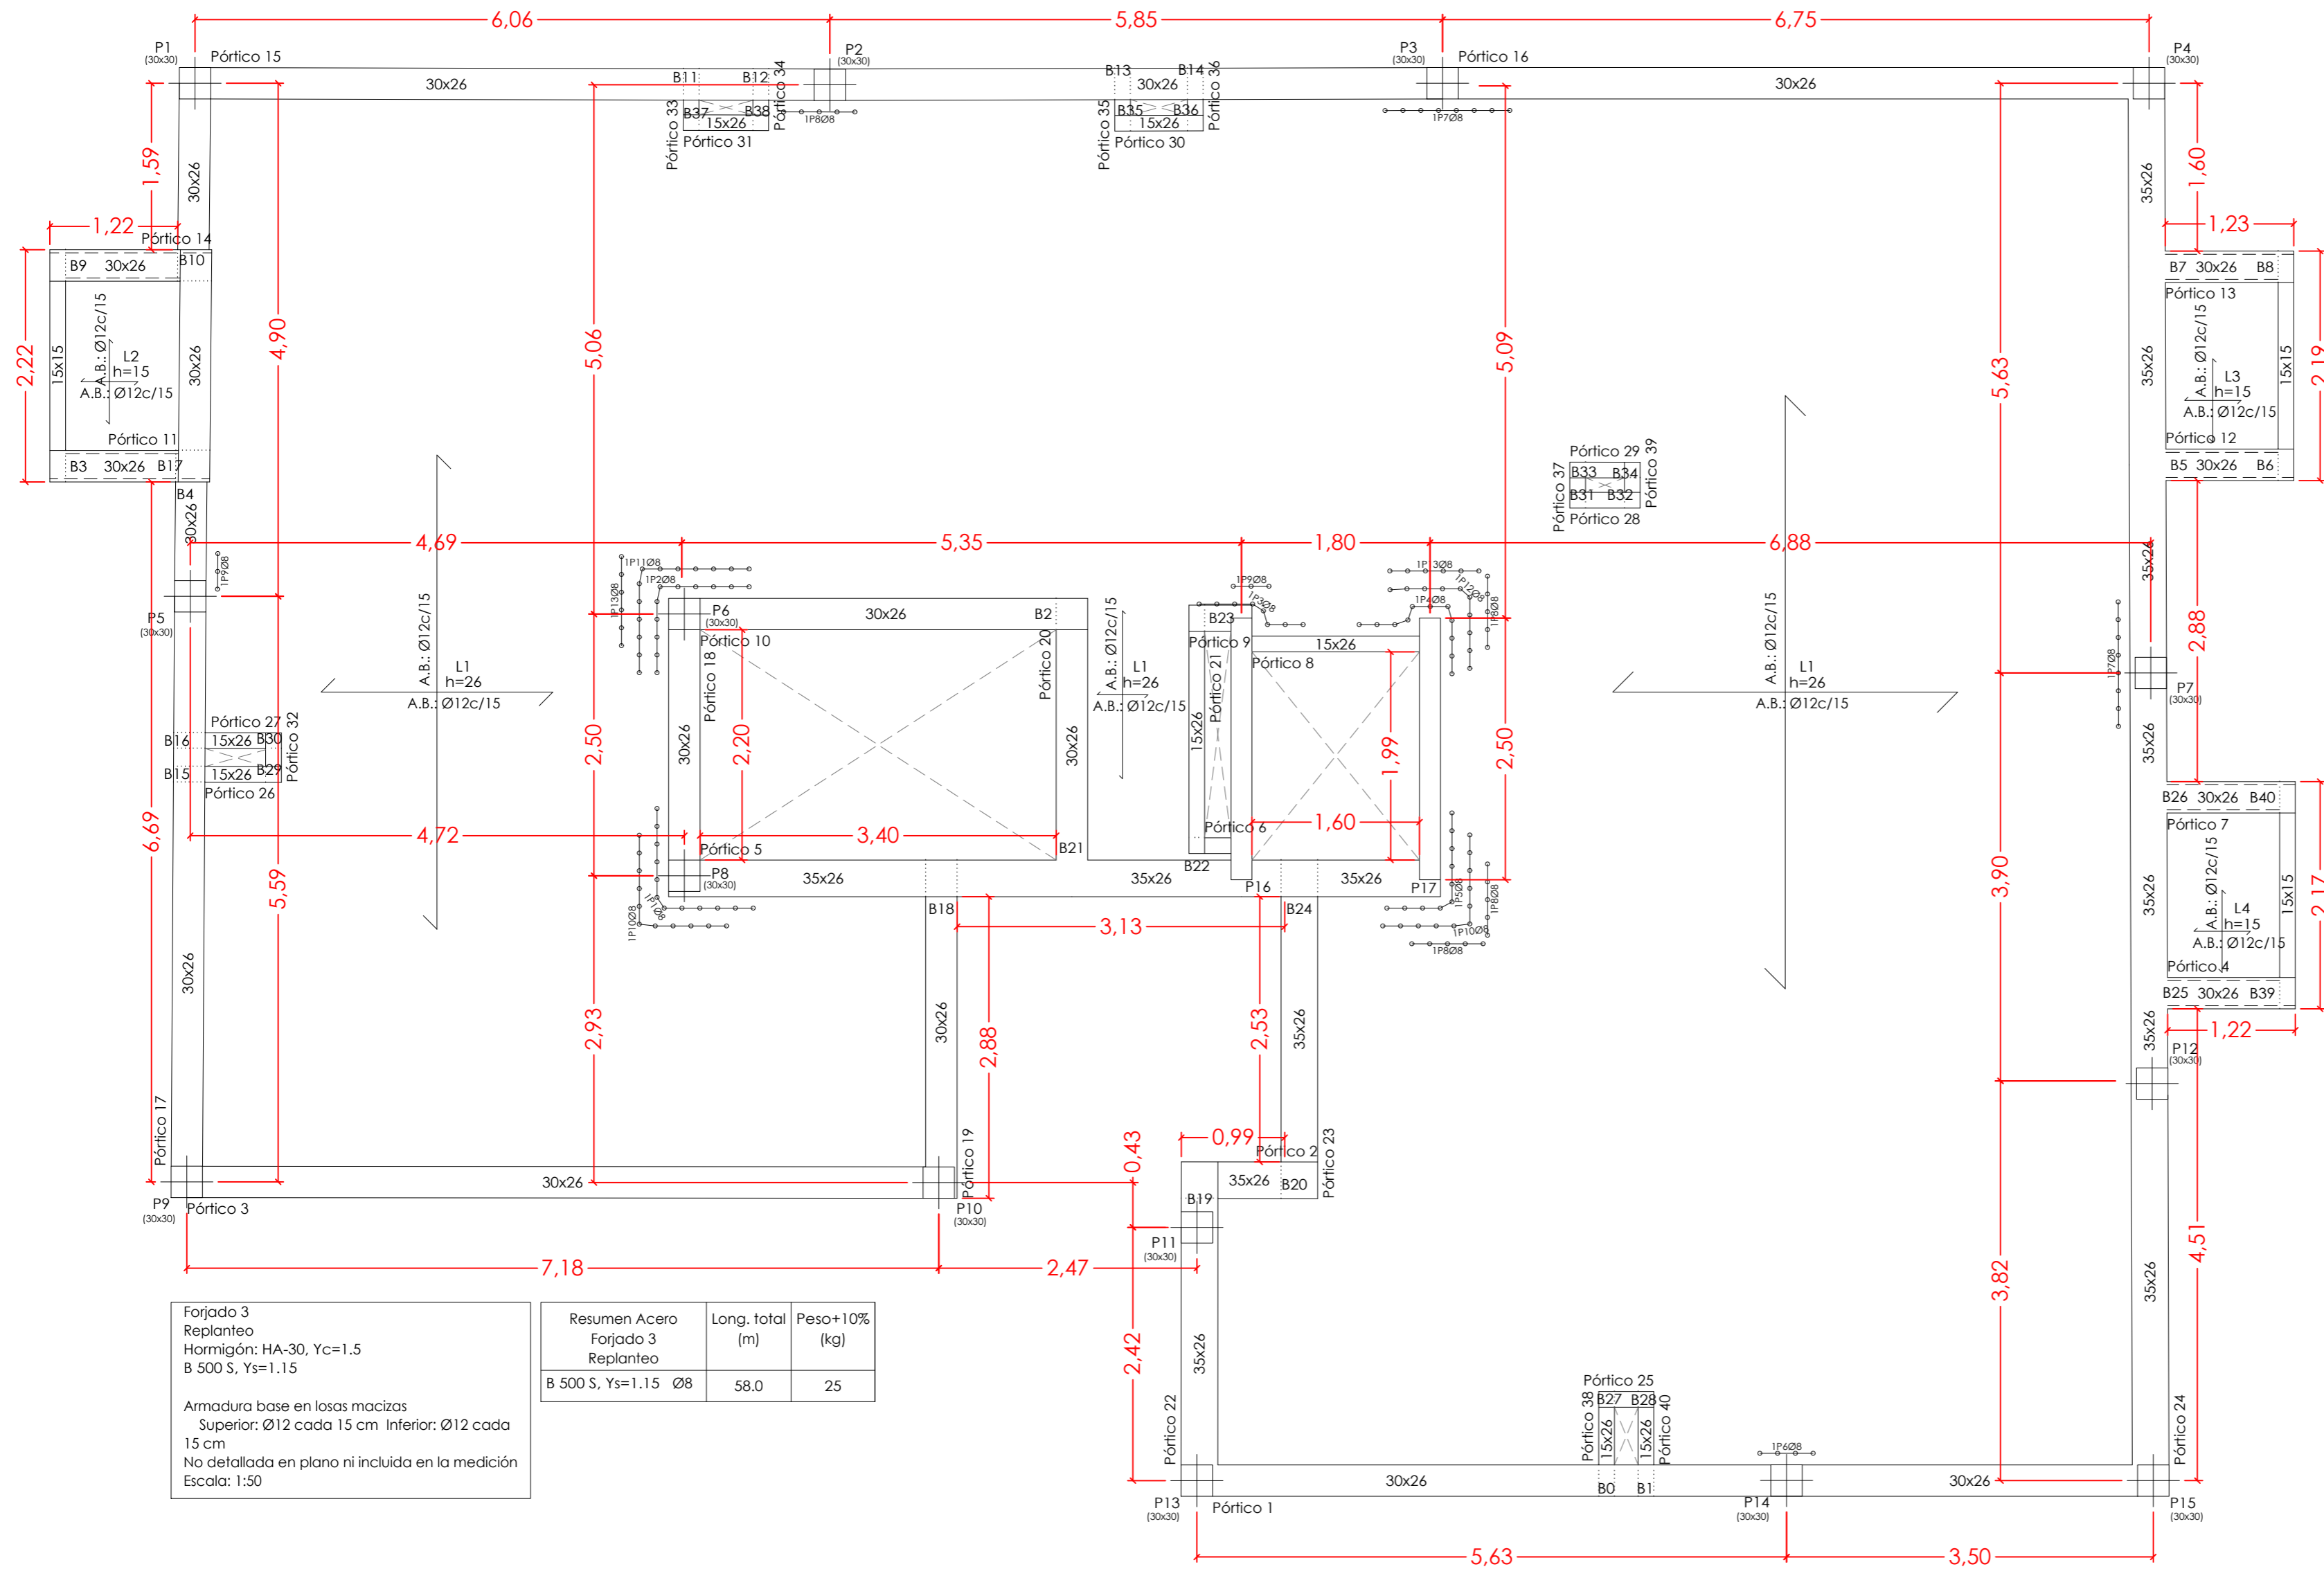 6,06
5,85
6,75
P1
(30x30)
Pórtico 15
P2
(30x30)
P3
(30x30)
Pórtico 16
P4
(30x30)
30x26
B11
B12
Pórtico 34
B13
30x26
B14
Pórtico 36
30x26
Pórtico 33
B37
B38
15x26
Pórtico 31
1P8Ø8
Pórtico 35
B35
B36
15x26
Pórtico 30
1P7Ø8
1,59
30x26
35x26
1,60
1,22
Pórtico 14
1,23
B9
30x26
B10
B7
30x26
B8
Pórtico 13
2,22
15x15
A.B.: Ø12c/15
L2
h=15
A.B.: Ø12c/15
30x26
4,90
5,06
5,09
5,63
35x26
A.B.: Ø12c/15
L3
h=15
A.B.: Ø12c/15
15x15
2,19
Pórtico 11
Pórtico 12
B3
30x26
B17
B5
30x26
B6
B4
30x26
Pórtico 29
Pórtico 39
Pórtico 37
B33
B34
B31
B32
Pórtico 28
4,69
5,35
1,80
6,88
35x26
1P9Ø8
1P11Ø8
1P2Ø8
1P13Ø8
1P9Ø8
1P3Ø8
1P13Ø8
1P12Ø8
1P4Ø8
1P8Ø8
P5
(30x30)
P6
(30x30)
30x26
B2
B23
2,88
Pórtico 10
Pórtico 18
Pórtico 20
Pórtico 9
Pórtico 21
15x26
Pórtico 8
A.B.: Ø12c/15
L1
h=26
A.B.: Ø12c/15
A.B.: Ø12c/15
L1
h=26
A.B.: Ø12c/15
A.B.: Ø12c/15
L1
h=26
A.B.: Ø12c/15
1P7Ø8
P7
(30x30)
Pórtico 27
Pórtico 32
B16
15x26
B30
B15
15x26
B29
Pórtico 26
2,50
30x26
2,20
30x26
15x26
1,99
2,50
35x26
6,69
5,59
4,72
3,40
1,60
Pórtico 5
B21
Pórtico 6
B22
B26
30x26
B40
Pórtico 7
P8
(30x30)
35x26
35x26
P16
35x26
P17
1P1Ø8
1P10Ø8
1P5Ø8
1P8Ø8
1P10Ø8
1P8Ø8
3,90
35x26
A.B.: Ø12c/15
L4
h=15
A.B.: Ø12c/15
15x15
2,17
B18
B24
3,13
30x26
Pórtico 4
B25
30x26
B39
2,93
30x26
2,88
2,53
35x26
35x26
1,22
P12
(30x30)
Pórtico 17
Pórtico 19
0,43
0,99
Pórtico 2
Pórtico 23
P9
(30x30)
Pórtico 3
30x26
P10
(30x30)
35x26
B20
B19
P11
(30x30)
7,18
2,47
3,82
35x26
4,51
Forjado 3
Replanteo
Hormigón: HA-30, Yc=1.5
B 500 S, Ys=1.15
Armadura base en losas macizas
Superior: Ø12 cada 15 cm Inferior: Ø12 cada
15 cm
No detallada en plano ni incluida en la medición
Escala: 1:50
Resumen Acero
Forjado 3
Replanteo
Long. total
(m)
Peso+10%
(kg)
B 500 S, Ys=1.15 Ø8
58.0
25
2,42
35x26
Pórtico 22
Pórtico 25
Pórtico 38
B27
B28
15x26
15x26
Pórtico 40
1P6Ø8
Pórtico 24
30x26
30x26
B0
B1
P13
(30x30)
Pórtico 1
P14
(30x30)
P15
(30x30)
5,63
3,50